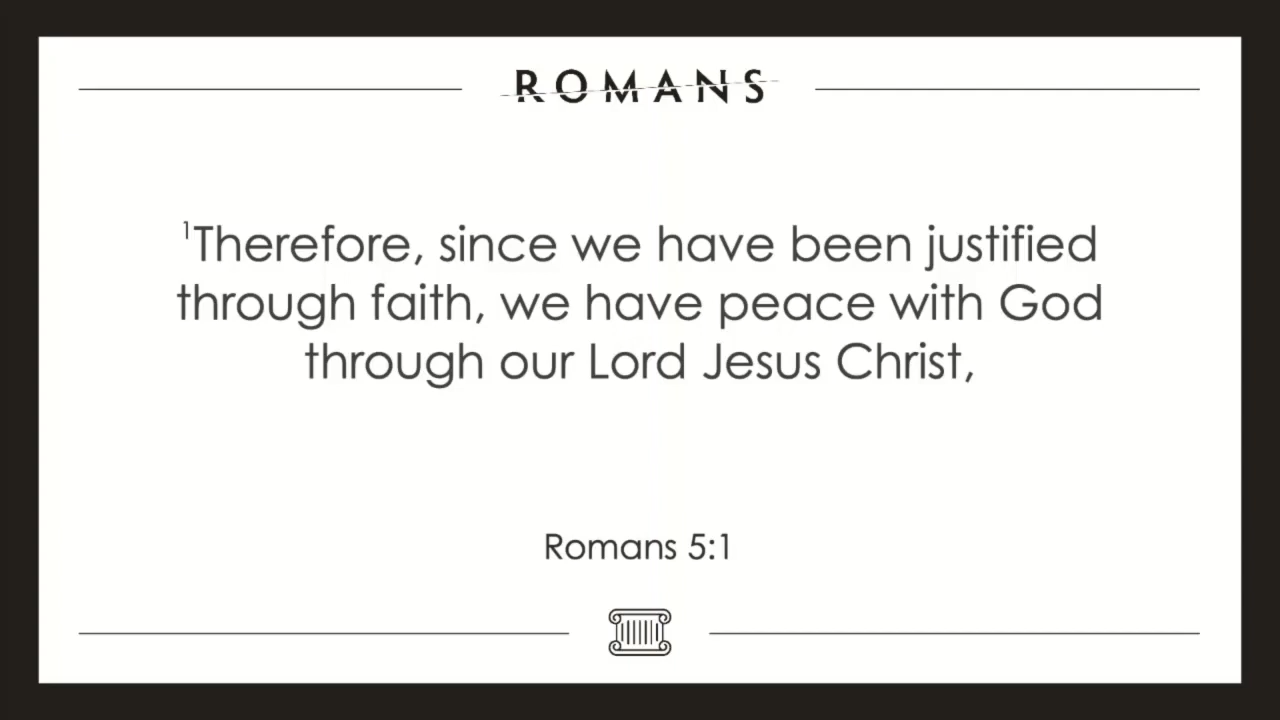 ROMANS
¹Therefore, since we have been justified
through faith, we have peace with God
through our Lord Jesus Christ,
Romans 5:1